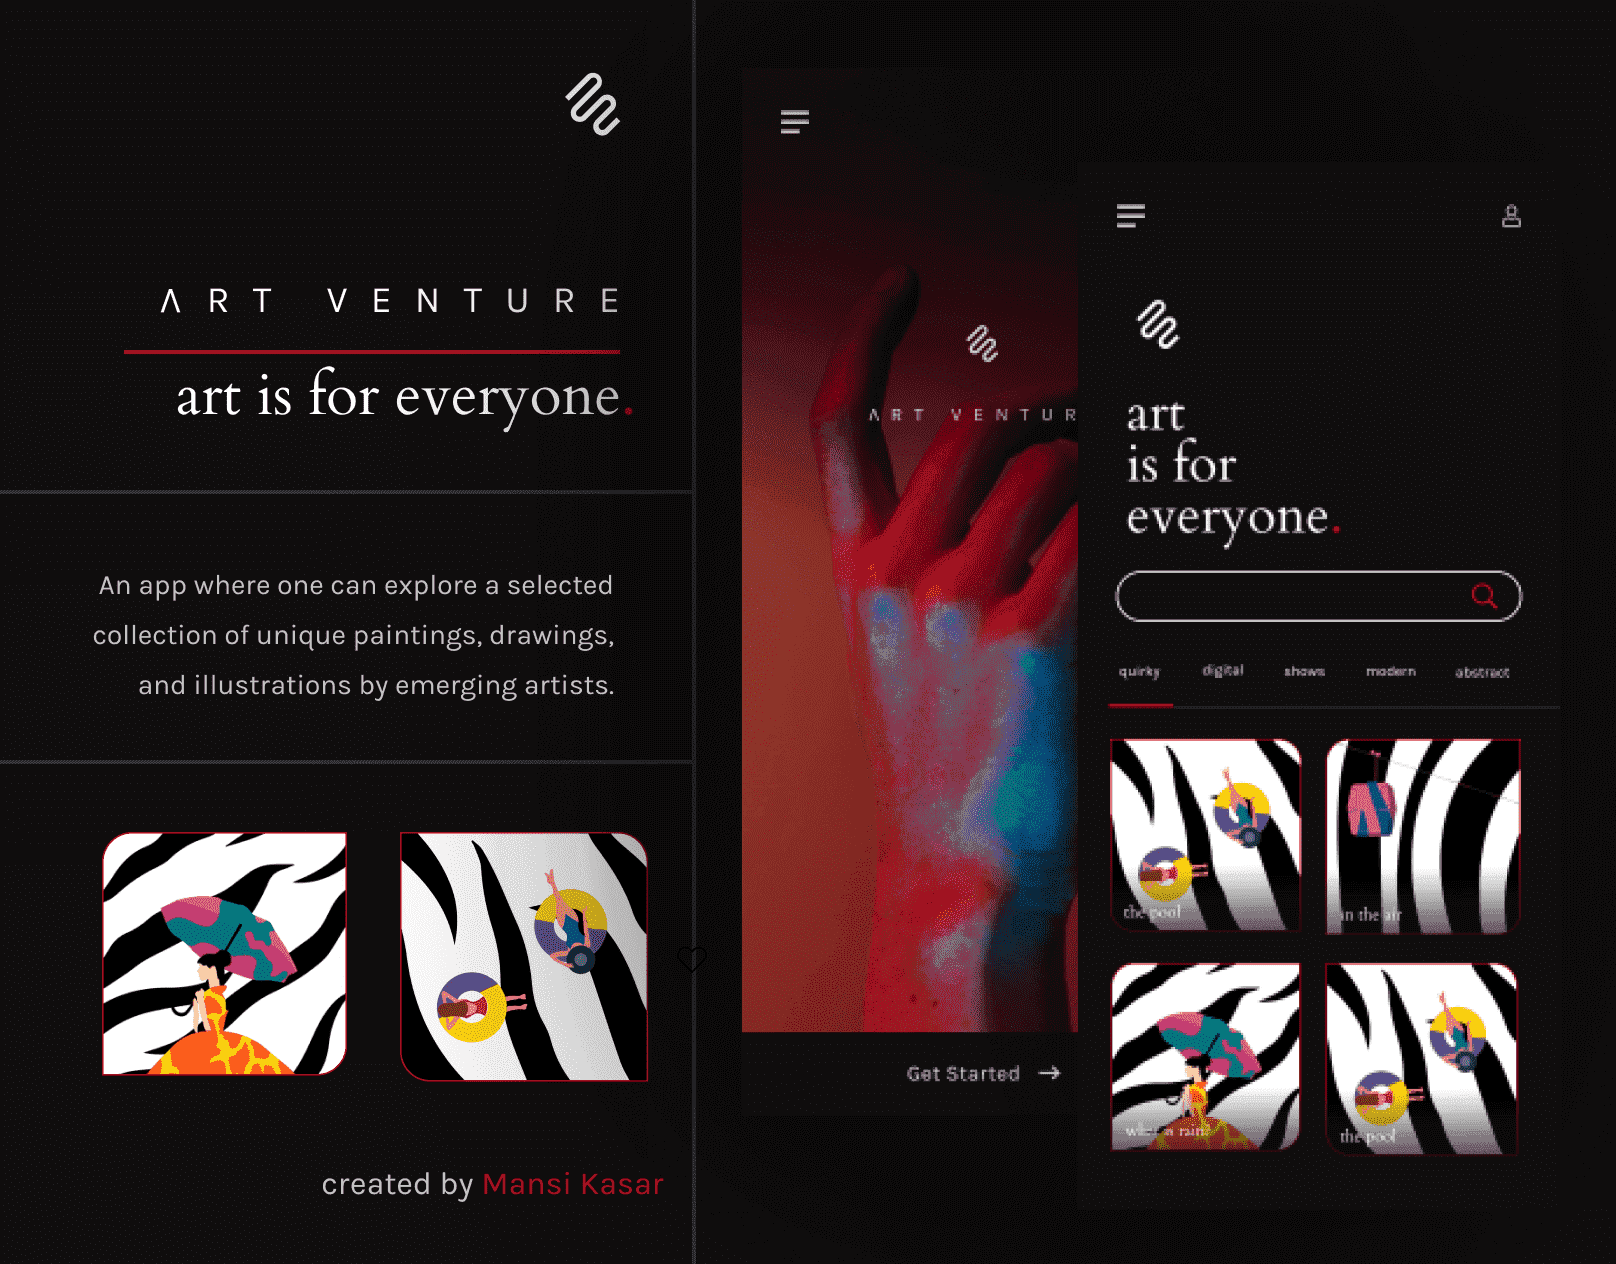 ART VENTURE
art is for everyone.
An app where one can explore a selected
collection of unique paintings, drawings,
and illustrations by emerging artists.
created by Mansi Kasar
ART VENTUR
Get Started
art
is for
everyone.
quirky digital shows modern abstract
the pool
in the air
rain
the pool